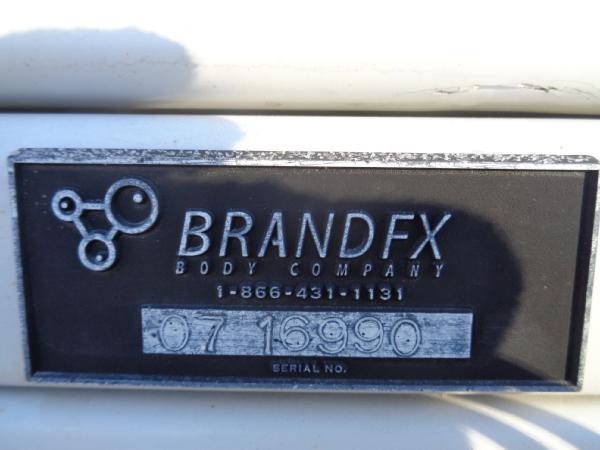 BRANDFX
BODY COMPANY
1-866-431-1131
07 16990
SERIAL NO.